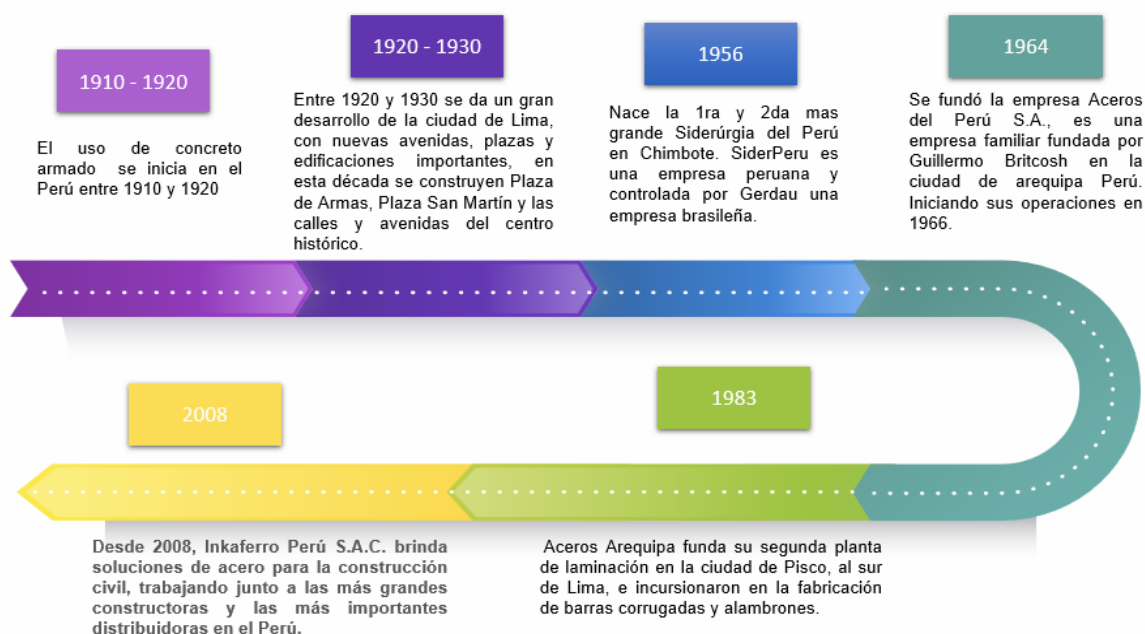 1910 - 1920
El uso de concreto
armado se inicia en el
Perú entre 1910 y 1920
1920 - 1930
Entre 1920 y 1930 se da un gran
desarrollo de la ciudad de Lima,
con nuevas avenidas, plazas y
edificaciones importantes, en
esta década se construyen Plaza
de Armas, Plaza San Martín y las
calles y avenidas del centro
histórico.
1956
Nace la 1ra y 2da mas
grande Siderúrgia del Perú
en Chimbote. SiderPeru es
una empresa peruana y
controlada por Gerdau una
empresa brasileña.
1964
Se fundó la empresa Aceros
del Perú S.A., es una
empresa familiar fundada por
Guillermo Britcosh en la
ciudad de arequipa Perú.
Iniciando sus operaciones en
1966.
1983
Aceros Arequipa funda su segunda planta
de laminación en la ciudad de Pisco, al sur
de Lima, e incursionaron en la fabricación
de barras corrugadas y alambrones.
2008
Desde 2008, Inkaferro Perú S.A.C. brinda
soluciones de acero para la construcción
civil, trabajando junto a las más grandes
constructoras y las más importantes
distribuidoras en el Perú.